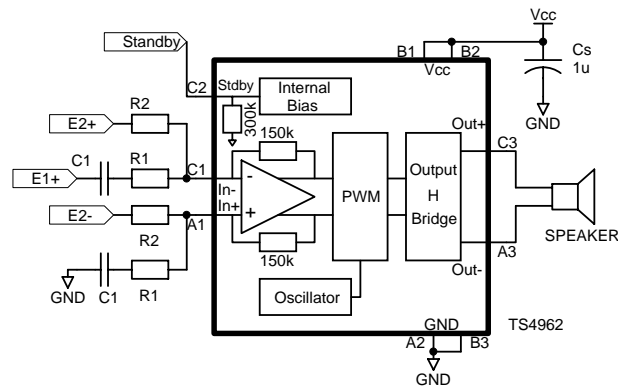 Vcc
Standby
B1
B2
Vcc
Cs
1u
C2
Stdby
Internal
Bias
GND
300k
R2
E2+
150k
Out+
C3
C1
R1
C1
E1+
In-
In+
-
+
PWM
Output
H
Bridge
E2-
A1
R2
SPEAKER
150k
A3
Out-
GND
C1
R1
Oscillator
GND
TS4962
A2
B3
GND